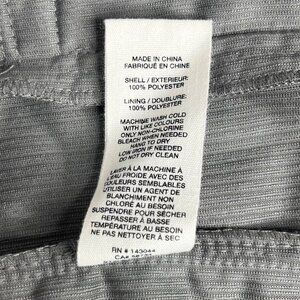 MADE IN CHINA
FABRIQUÉ EN CHINE
SHELL / EXTERIEUR:
100% POLYESTER
LINING / DOUBLURE:
100% POLYESTER
MACHINE WASH COLD
WITH LIKE COLOURS
ONLY NON-CHLORINE
BLEACH WHEN NEEDED
HANG TO DRY
LOW IRON IF NEEDED
DO NOT DRY CLEAN
LAVER À LA MACHINE À
L'EAU FROIDE AVEC DES
COULEURS SEMBLABLES
UTILISER UN AGENT DE
BLANCHIMENT NON
CHLORÉ AU BESOIN
SUSPENDRE POUR SÉCHER
REPASSER À BASSE
TEMPÉRATURE AU BESOIN
NE PAS NETTOYER À SEC
RN #
CA#